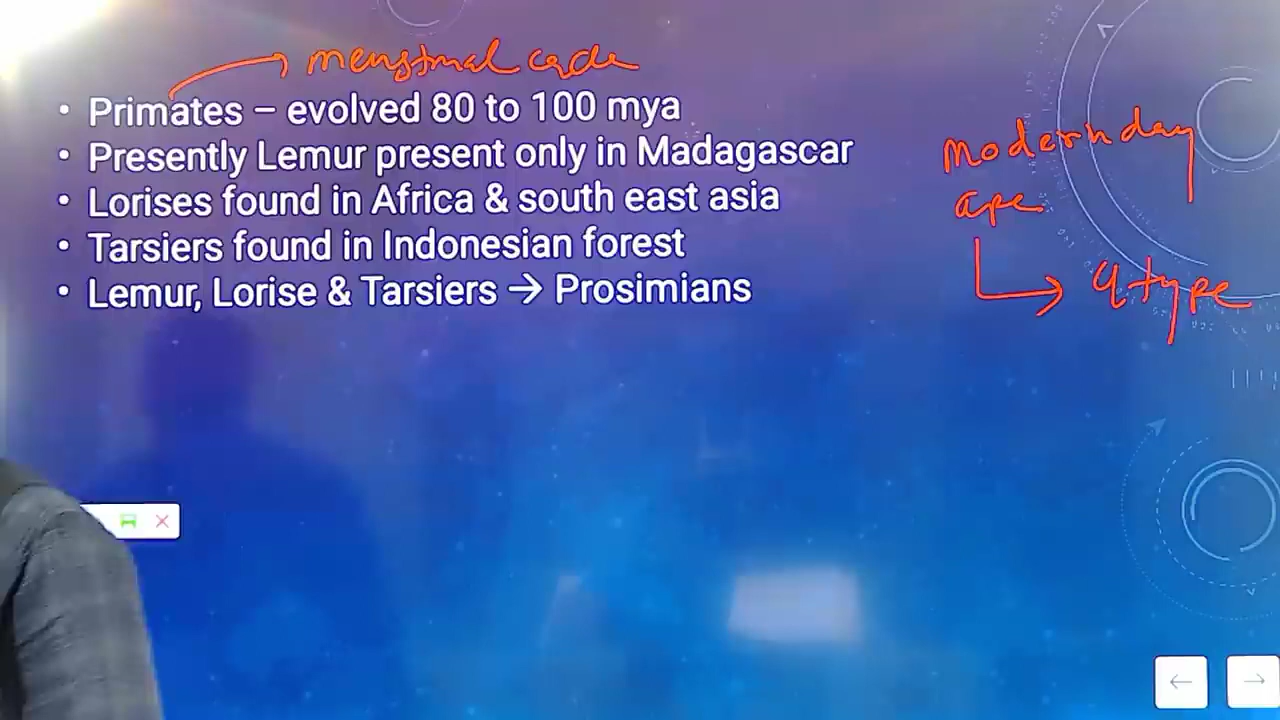 menstrual cycle
• Primates – evolved 80 to 100 mya
• Presently Lemur present only in Madagascar
• Lorises found in Africa & south east asia
• Tarsiers found in Indonesian forest
• Lemur, Lorise & Tarsiers → Prosimians
Modern day
ape
4 type